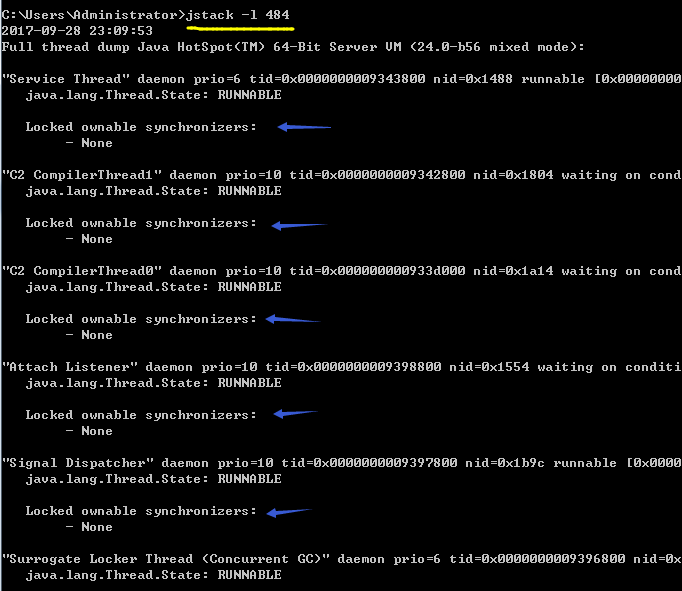 C:\Users\Administrator>jstack -l 484
2017-09-28 23:09:53
Full thread dump Java HotSpot(TM) 64-Bit Server VM (24.0-b56 mixed mode):
"Service Thread" daemon prio=6 tid=0x0000000009343800 nid=0x1488 runnable [0x00000000
java.lang.Thread.State: RUNNABLE
Locked ownable synchronizers:
- None
"C2 CompilerThread1" daemon prio=10 tid=0x0000000009342800 nid=0x1804 waiting on cond
java.lang.Thread.State: RUNNABLE
Locked ownable synchronizers:
- None
"C2 CompilerThread0" daemon prio=10 tid=0x000000000933d000 nid=0x1a14 waiting on cond
java.lang.Thread.State: RUNNABLE
Locked ownable synchronizers:
- None
"Attach Listener" daemon prio=10 tid=0x0000000009398800 nid=0x1554 waiting on conditi
java.lang.Thread.State: RUNNABLE
Locked ownable synchronizers:
- None
"Signal Dispatcher" daemon prio=10 tid=0x0000000009397800 nid=0x1b9c runnable [0x0000
java.lang.Thread.State: RUNNABLE
Locked ownable synchronizers:
- None
"Surrogate Locker Thread (Concurrent GC)" daemon prio=6 tid=0x0000000009396800 nid=0x
java.lang.Thread.State: RUNNABLE